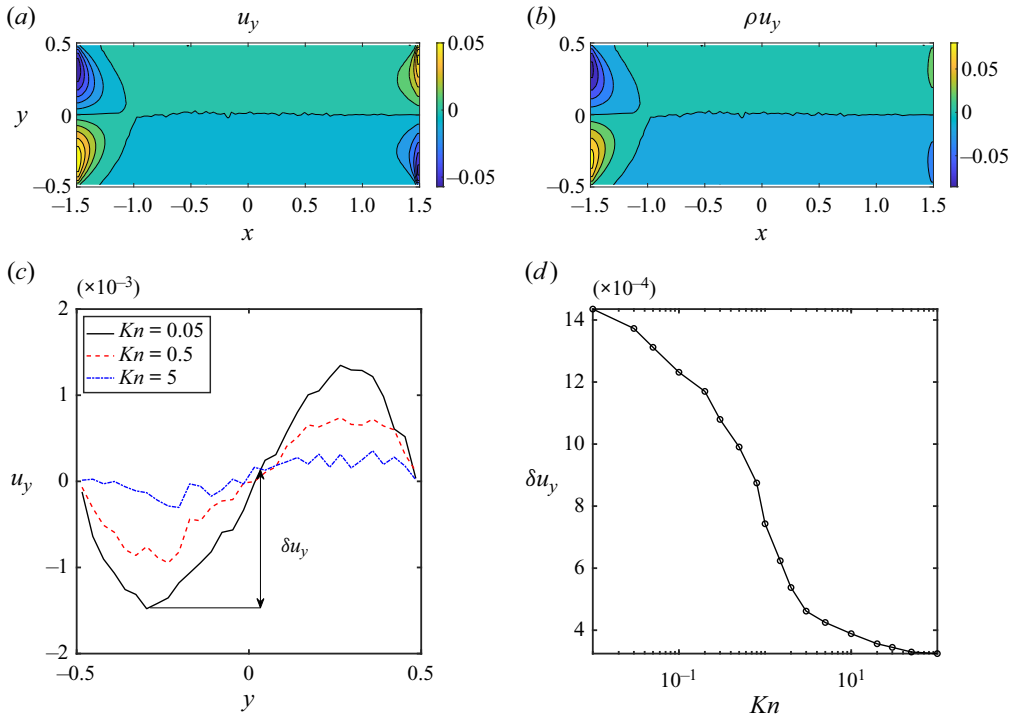 (a) u_y
(b) ρu_y
0.5
y
0
−0.5
−1.5 −1.0 −0.5 0 0.5 1.0 1.5
x
0.05
0
−0.05
0.5
0
−0.5
−1.5 −1.0 −0.5 0 0.5 1.0 1.5
x
0.05
0
−0.05
(c)
(×10⁻³)
2
1
u_y 0
−1
−2
−0.5 0 0.5
y
Kn = 0.05
Kn = 0.5
Kn = 5
δu_y
(d)
(×10⁻⁴)
14
12
10
δu_y
8
6
4
10⁻¹ 10¹
Kn